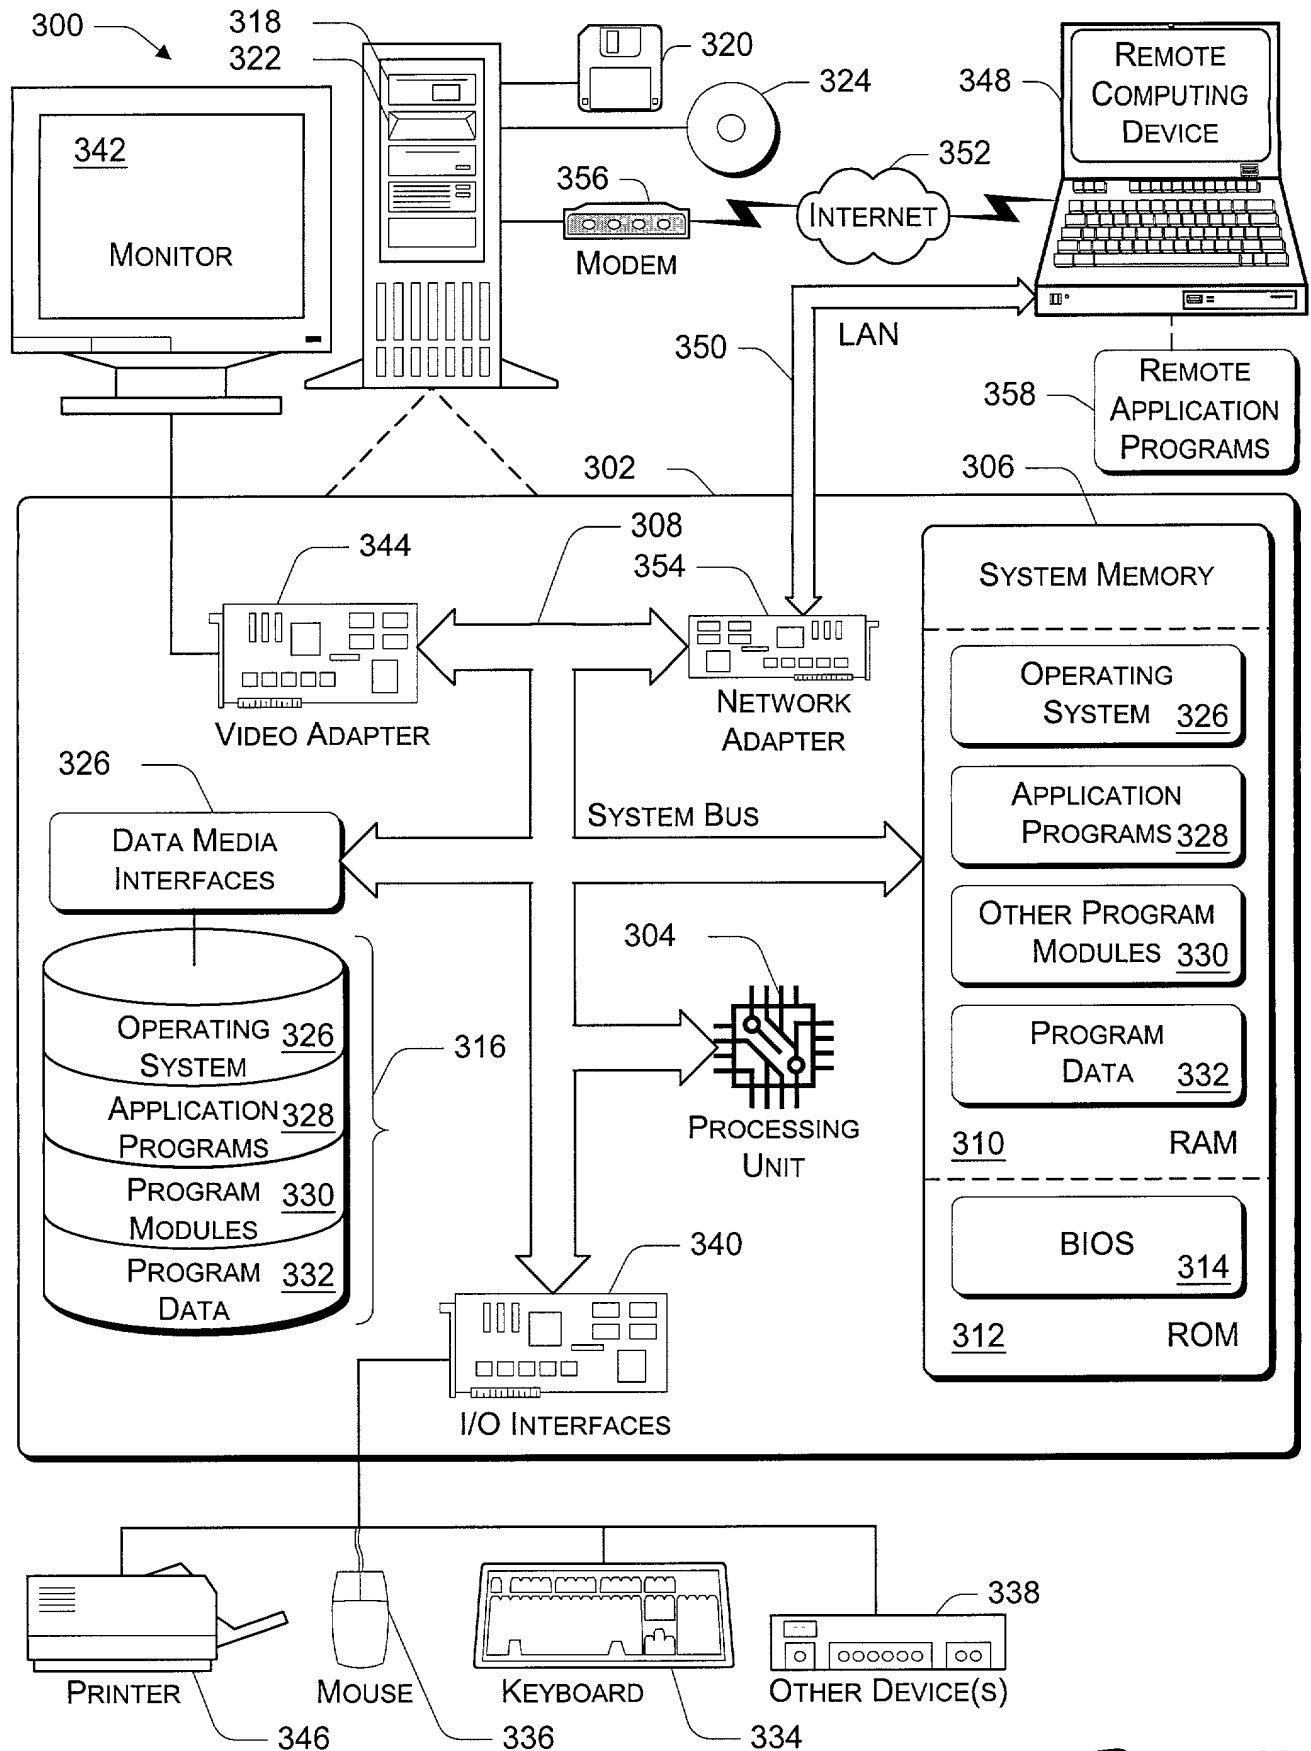 300
318
322
320
324
348
REMOTE
COMPUTING
DEVICE
342
MONITOR
356
MODEM
352
INTERNET
350
LAN
358
REMOTE
APPLICATION
PROGRAMS
302
306
308
344
354
VIDEO ADAPTER
NETWORK
ADAPTER
SYSTEM MEMORY
OPERATING
SYSTEM 326
APPLICATION
PROGRAMS 328
OTHER PROGRAM
MODULES 330
PROGRAM
DATA 332
310 RAM
BIOS
314
312 ROM
326
DATA MEDIA
INTERFACES
SYSTEM BUS
304
PROCESSING
UNIT
OPERATING 326
SYSTEM
APPLICATION 328
PROGRAMS
PROGRAM 330
MODULES
PROGRAM 332
DATA
316
340
I/O INTERFACES
338
PRINTER
MOUSE
KEYBOARD
OTHER DEVICE(S)
346
336
334